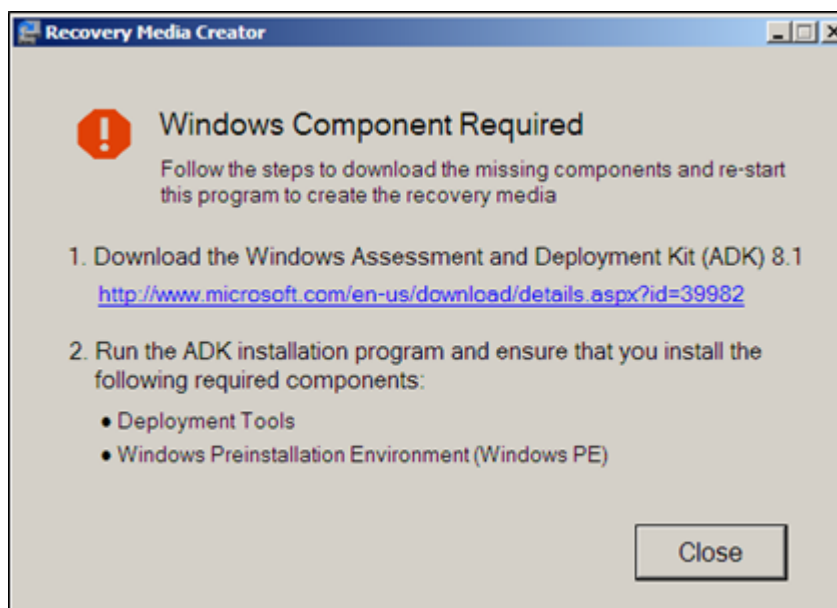 Recovery Media Creator
Windows Component Required
Follow the steps to download the missing components and re-start
this program to create the recovery media
1. Download the Windows Assessment and Deployment Kit (ADK) 8.1
http://www.microsoft.com/en-us/download/details.aspx?id=39982
2. Run the ADK installation program and ensure that you install the
following required components:
● Deployment Tools
● Windows Preinstallation Environment (Windows PE)
Close